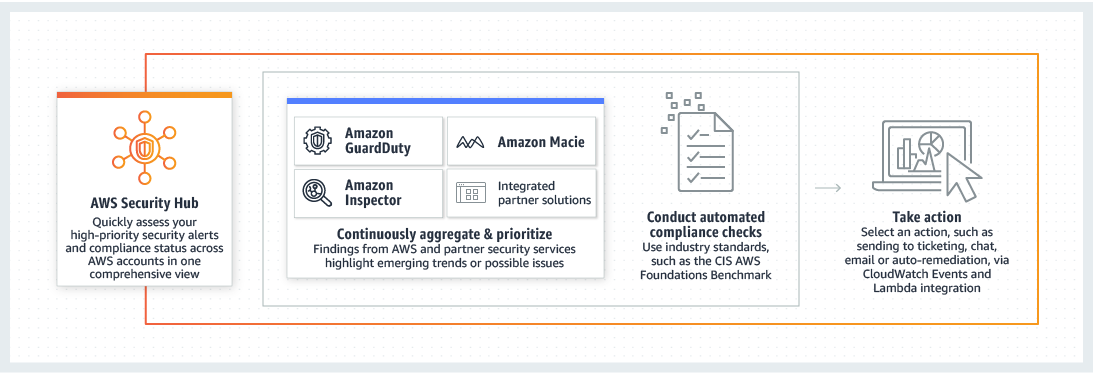 AWS Security Hub
Quickly assess your
high-priority security alerts
and compliance status across
AWS accounts in one
comprehensive view
Amazon
GuardDuty
Amazon Macie
Amazon
Inspector
Integrated
partner solutions
Continuously aggregate & prioritize
Findings from AWS and partner security services
highlight emerging trends or possible issues
Conduct automated
compliance checks
Use industry standards,
such as the CIS AWS
Foundations Benchmark
Take action
Select an action, such as
sending to ticketing, chat,
email or auto-remediation, via
CloudWatch Events and
Lambda integration